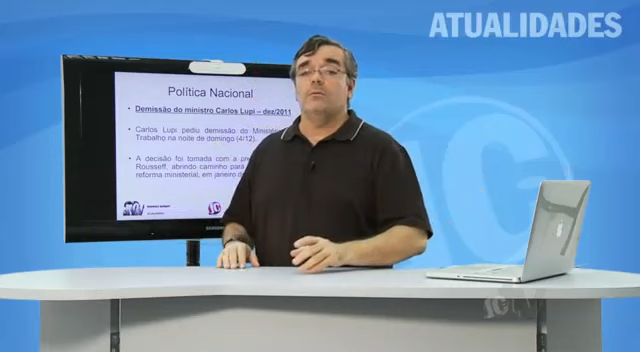 ATUALIDADES
Política Nacional
• Demissão do ministro Carlos Lupi – dez/2011
• Carlos Lupi pediu demissão do
Trabalho na noite de domingo (4/12).
• A decisão foi tomada com a
Rousseff, abrindo caminho para
reforma ministerial, em janeiro
SAMSUNG